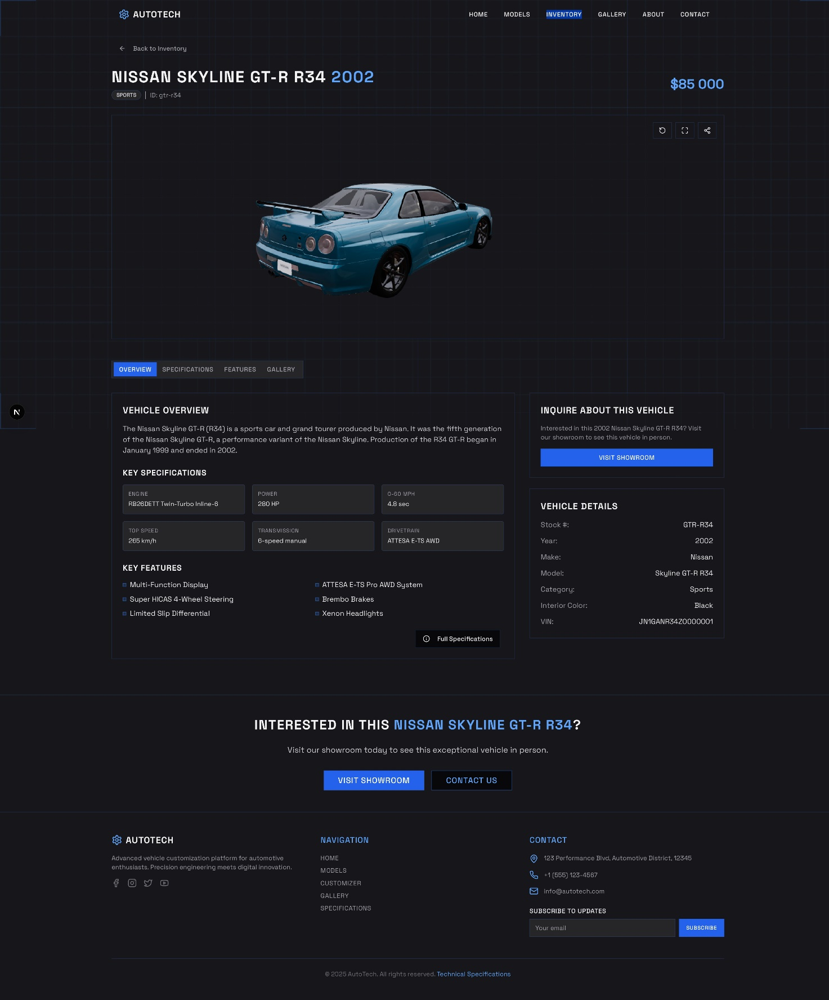 AUTOTECH
HOME MODELS INVENTORY GALLERY ABOUT CONTACT
Back to Inventory
NISSAN SKYLINE GT-R R34 2002
$85 000
SPORTS | ID: gtr-r34
OVERVIEW SPECIFICATIONS FEATURES GALLERY
N
VEHICLE OVERVIEW
The Nissan Skyline GT-R (R34) is a sports car and grand tourer produced by Nissan. It was the fifth generation
of the Nissan Skyline GT-R, a performance variant of the Nissan Skyline. Production of the R34 GT-R began in
January 1999 and ended in 2002.
KEY SPECIFICATIONS
ENGINE
RB26DETT Twin-Turbo Inline-6
POWER
280 HP
0-60 MPH
4.8 sec
TOP SPEED
265 km/h
TRANSMISSION
6-speed manual
DRIVETRAIN
ATTESA E-TS AWD
KEY FEATURES
Multi-Function Display
ATTESA E-TS Pro AWD System
Super HICAS 4-Wheel Steering
Brembo Brakes
Limited Slip Differential
Xenon Headlights
Full Specifications
INQUIRE ABOUT THIS VEHICLE
Interested in this 2002 Nissan Skyline GT-R R34? Visit
our showroom to see this vehicle in person.
VISIT SHOWROOM
VEHICLE DETAILS
Stock #: GTR-R34
Year: 2002
Make: Nissan
Model: Skyline GT-R R34
Category: Sports
Interior Color: Black
VIN: JN1GANR34Z0000001
INTERESTED IN THIS NISSAN SKYLINE GT-R R34?
Visit our showroom today to see this exceptional vehicle in person.
VISIT SHOWROOM CONTACT US
AUTOTECH
Advanced vehicle customization platform for automotive
enthusiasts. Precision engineering meets digital innovation.
NAVIGATION
HOME
MODELS
CUSTOMIZER
GALLERY
SPECIFICATIONS
CONTACT
123 Performance Blvd, Automotive District, 12345
+1 (555) 123-4567
info@autotech.com
SUBSCRIBE TO UPDATES
Your email SUBSCRIBE
© 2025 AutoTech. All rights reserved. Technical Specifications